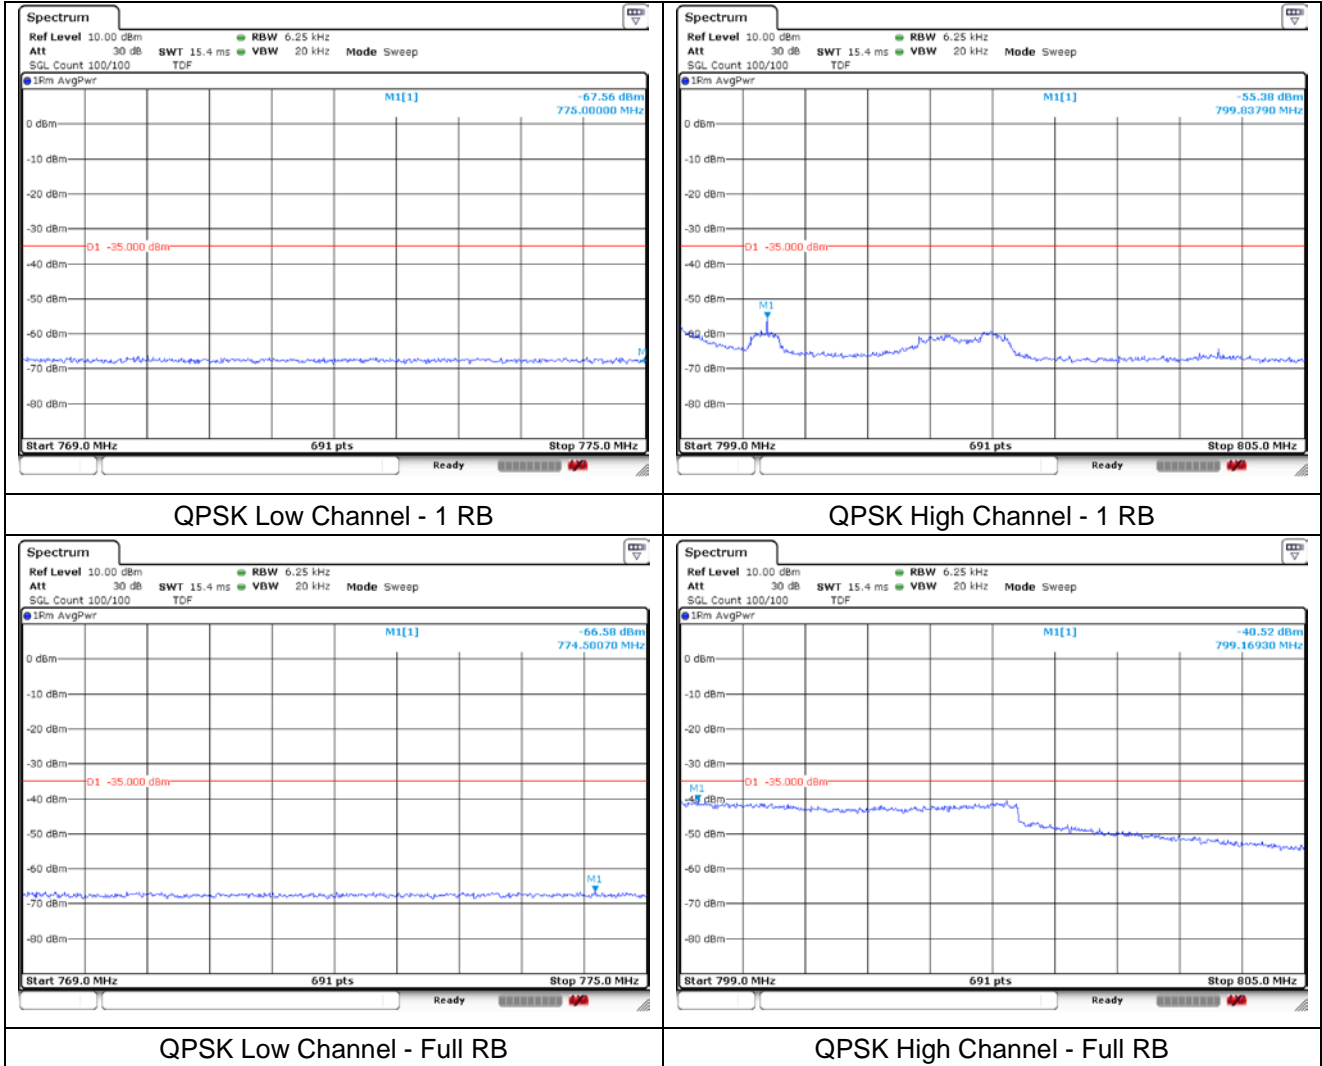 Spectrum
Ref Level 10.00 dBm RBW 6.25 kHz
Att 30 dB SWT 15.4 ms VBW 20 kHz Mode Sweep
SGL Count 100/100 TDF
1Rm AvgPwr
M1[1] -67.56 dBm
775.00000 MHz
0 dBm
-10 dBm
-20 dBm
-30 dBm
D1 -35.000 dBm
-40 dBm
-50 dBm
-60 dBm
M
-70 dBm
-80 dBm
Start 769.0 MHz 691 pts Stop 775.0 MHz
Ready
QPSK Low Channel - 1 RB
Spectrum
Ref Level 10.00 dBm RBW 6.25 kHz
Att 30 dB SWT 15.4 ms VBW 20 kHz Mode Sweep
SGL Count 100/100 TDF
1Rm AvgPwr
M1[1] -55.38 dBm
799.83790 MHz
0 dBm
-10 dBm
-20 dBm
-30 dBm
D1 -35.000 dBm
-40 dBm
-50 dBm
M1
-60 dBm
-70 dBm
-80 dBm
Start 799.0 MHz 691 pts Stop 805.0 MHz
Ready
QPSK High Channel - 1 RB
Spectrum
Ref Level 10.00 dBm RBW 6.25 kHz
Att 30 dB SWT 15.4 ms VBW 20 kHz Mode Sweep
SGL Count 100/100 TDF
1Rm AvgPwr
M1[1] -66.58 dBm
774.50070 MHz
0 dBm
-10 dBm
-20 dBm
-30 dBm
D1 -35.000 dBm
-40 dBm
-50 dBm
-60 dBm
M1
-70 dBm
-80 dBm
Start 769.0 MHz 691 pts Stop 775.0 MHz
Ready
QPSK Low Channel - Full RB
Spectrum
Ref Level 10.00 dBm RBW 6.25 kHz
Att 30 dB SWT 15.4 ms VBW 20 kHz Mode Sweep
SGL Count 100/100 TDF
1Rm AvgPwr
M1[1] -40.52 dBm
799.16930 MHz
0 dBm
-10 dBm
-20 dBm
-30 dBm
D1 -35.000 dBm
M1
-40 dBm
-50 dBm
-60 dBm
-70 dBm
-80 dBm
Start 799.0 MHz 691 pts Stop 805.0 MHz
Ready
QPSK High Channel - Full RB